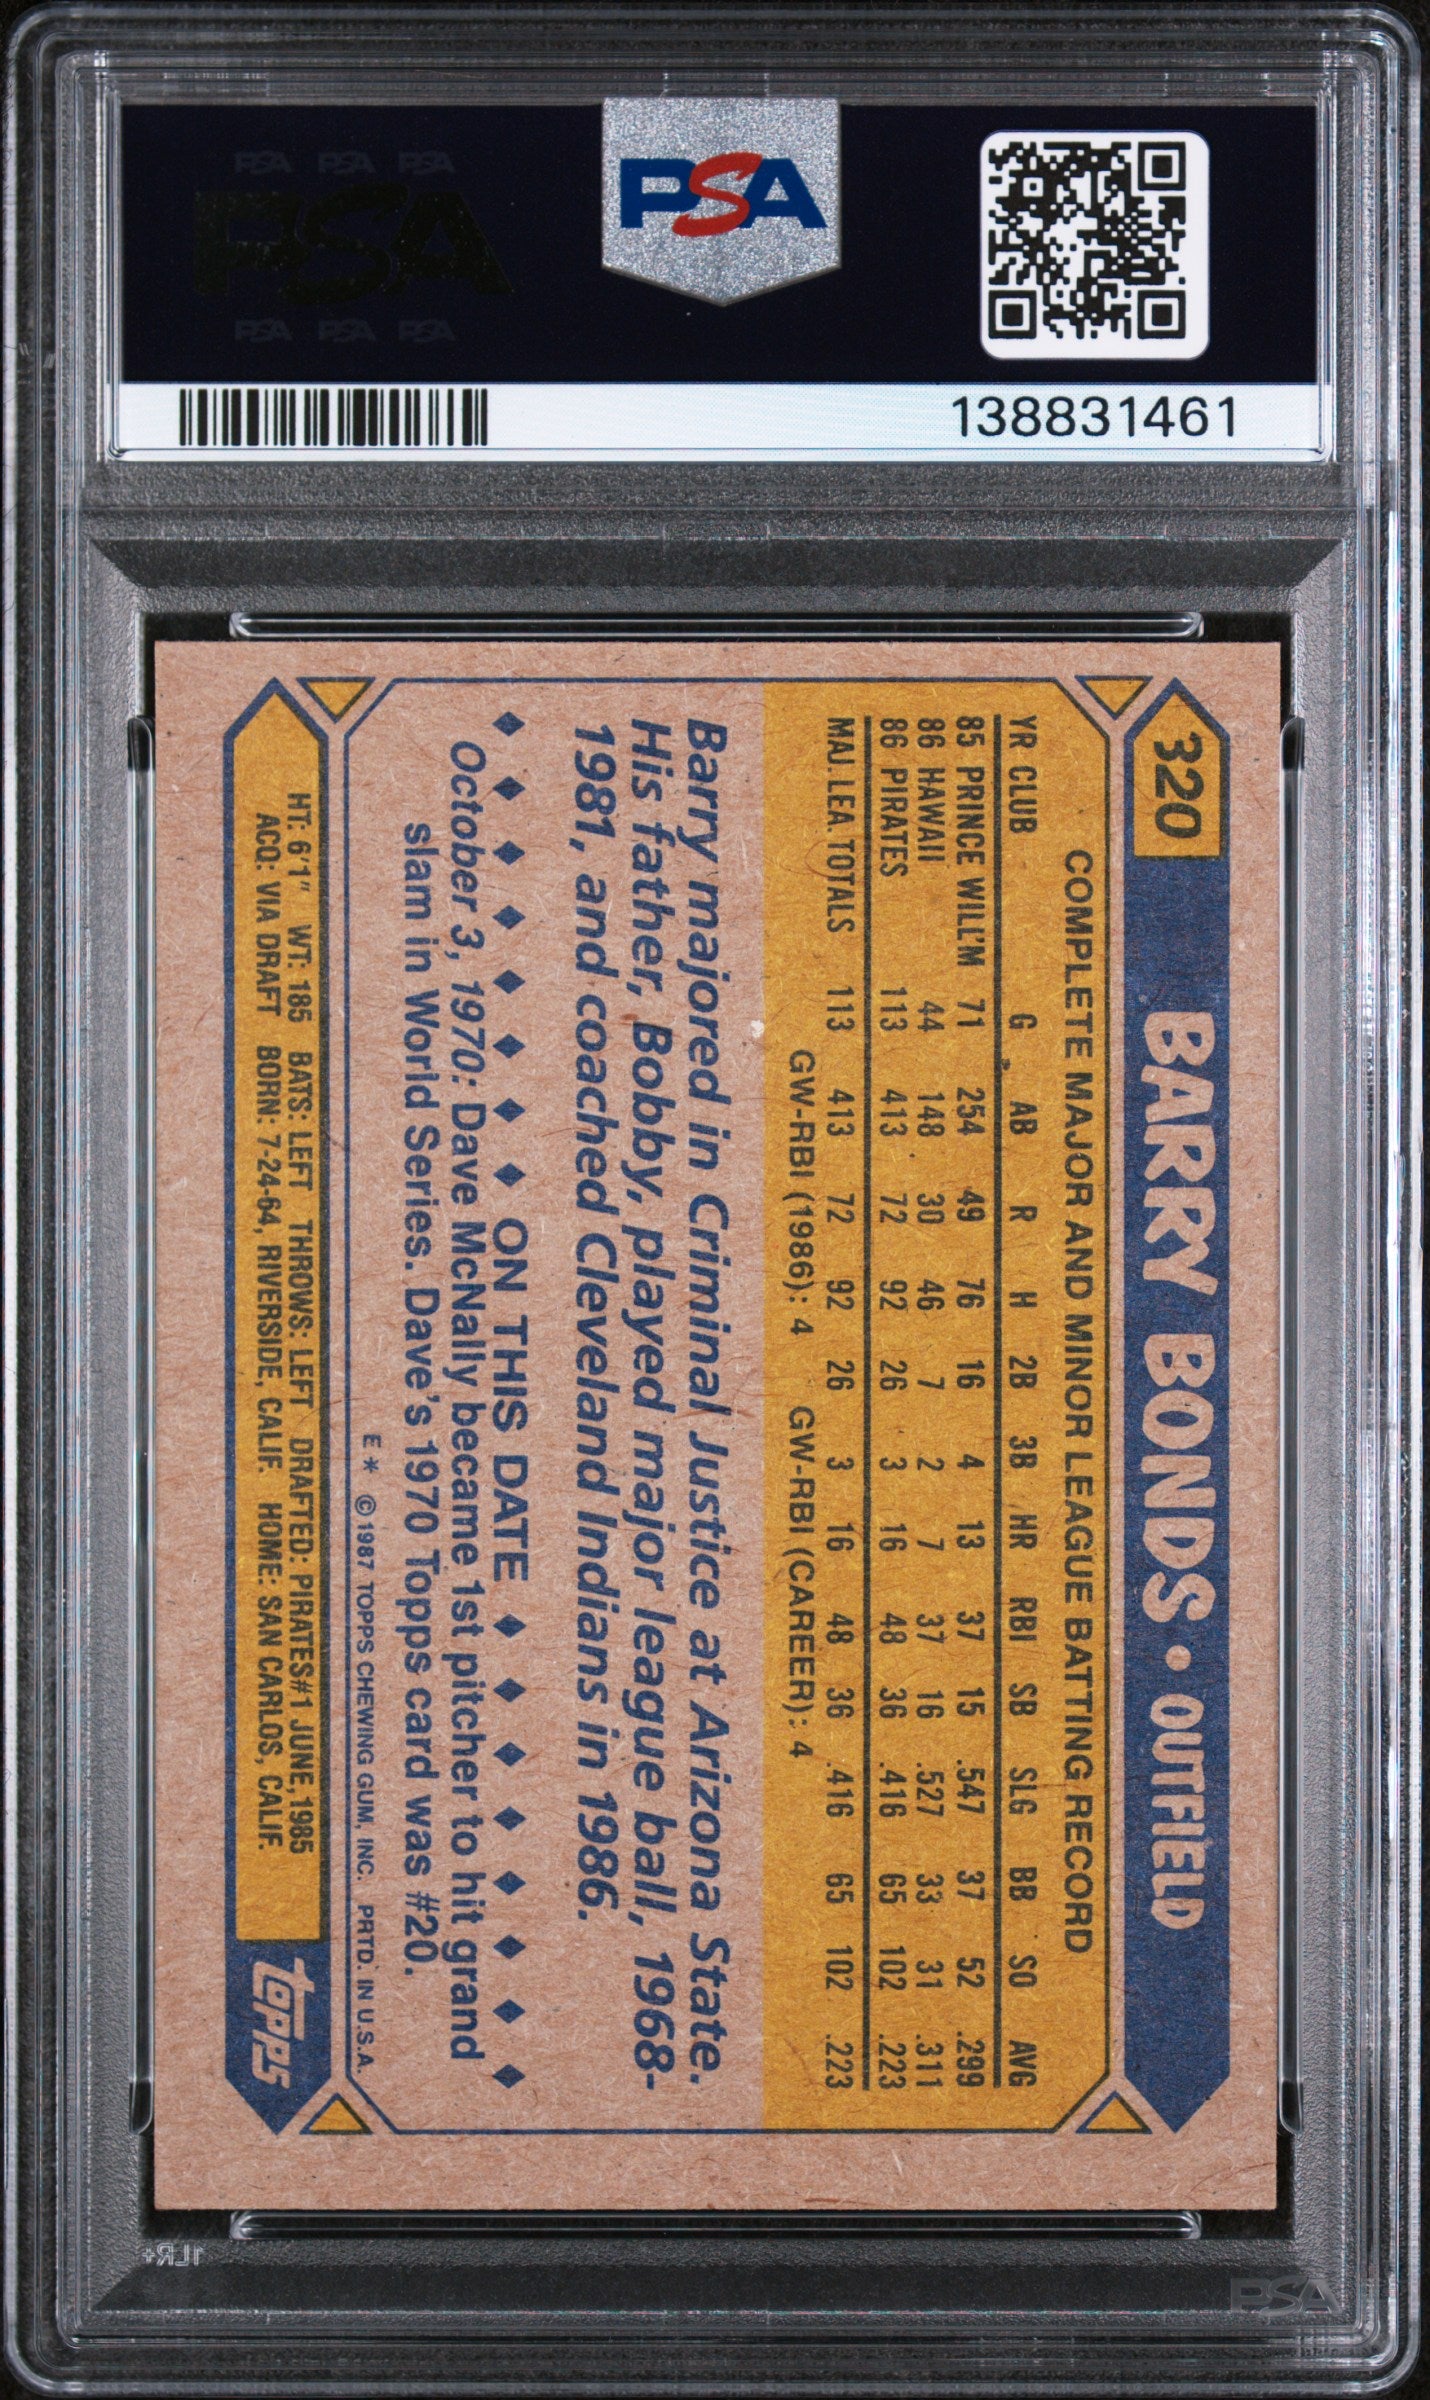 PSA PSA PSA
PSA
PSA PSA PSA
PSA
138831461
320 BARRY BONDS • OUTFIELD
COMPLETE MAJOR AND MINOR LEAGUE BATTING RECORD
YR CLUB G AB R H 2B 3B HR RBI SB SLG BB SO AVG
85 PRINCE WILL'M 71 254 49 76 16 4 13 37 15 .547 37 52 .299
86 HAWAII 44 148 30 46 7 2 7 37 16 .527 33 31 .311
86 PIRATES 113 413 72 92 26 3 16 48 36 .416 65 102 .223
MAJ. LEA. TOTALS 113 413 72 92 26 3 16 48 36 .416 65 102 .223
GW-RBI (1986): 4 GW-RBI (CAREER): 4
Barry majored in Criminal Justice at Arizona State.
His father, Bobby, played major league ball, 1968-
1981, and coached Cleveland Indians in 1986.
ON THIS DATE
October 3, 1970: Dave McNally became 1st pitcher to hit grand
slam in World Series. Dave's 1970 Topps card was #20.
E* © 1987 TOPPS CHEWING GUM, INC. PRTD. IN U.S.A.
HT: 6'1" WT: 185 BATS: LEFT THROWS: LEFT DRAFTED: PIRATES#1 JUNE, 1985
ACQ: VIA DRAFT BORN: 7-24-64, RIVERSIDE, CALIF. HOME: SAN CARLOS, CALIF.
topps
1LR+
PSA